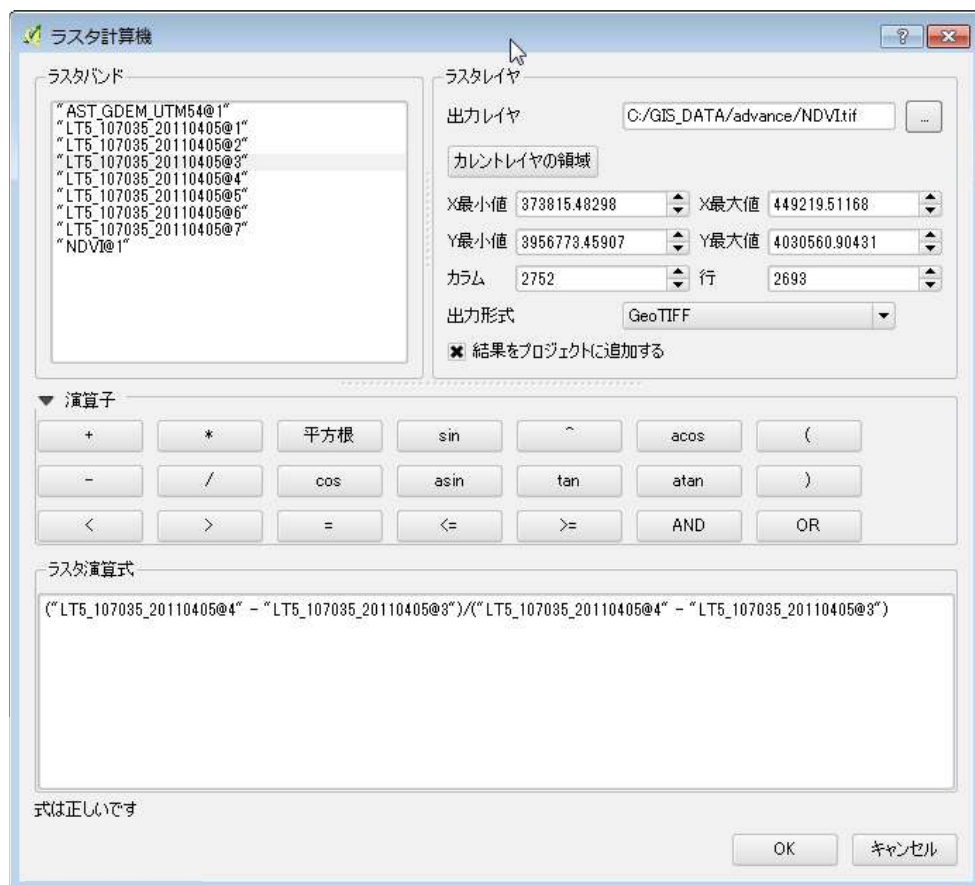 ラスタ計算機
ラスタバンド
"AST_GDEM_UTM54@1"
"LT5_107035_20110405@1"
"LT5_107035_20110405@2"
"LT5_107035_20110405@3"
"LT5_107035_20110405@4"
"LT5_107035_20110405@5"
"LT5_107035_20110405@6"
"LT5_107035_20110405@7"
"NDVI@1"
ラスタレイヤ
出力レイヤ C:/GIS_DATA/advance/NDVI.tif ...
カレントレイヤの領域
X最小値 373815.48298 X最大値 449219.51168
Y最小値 3956773.45907 Y最大値 4030560.90431
カラム 2752 行 2693
出力形式 GeoTIFF
結果をプロジェクトに追加する
演算子
+ * 平方根 sin ^ acos (
- / cos asin tan atan )
< > = <= >= AND OR
ラスタ演算式
("LT5_107035_20110405@4" - "LT5_107035_20110405@3")/("LT5_107035_20110405@4" - "LT5_107035_20110405@3")
式は正しいです
OK キャンセル